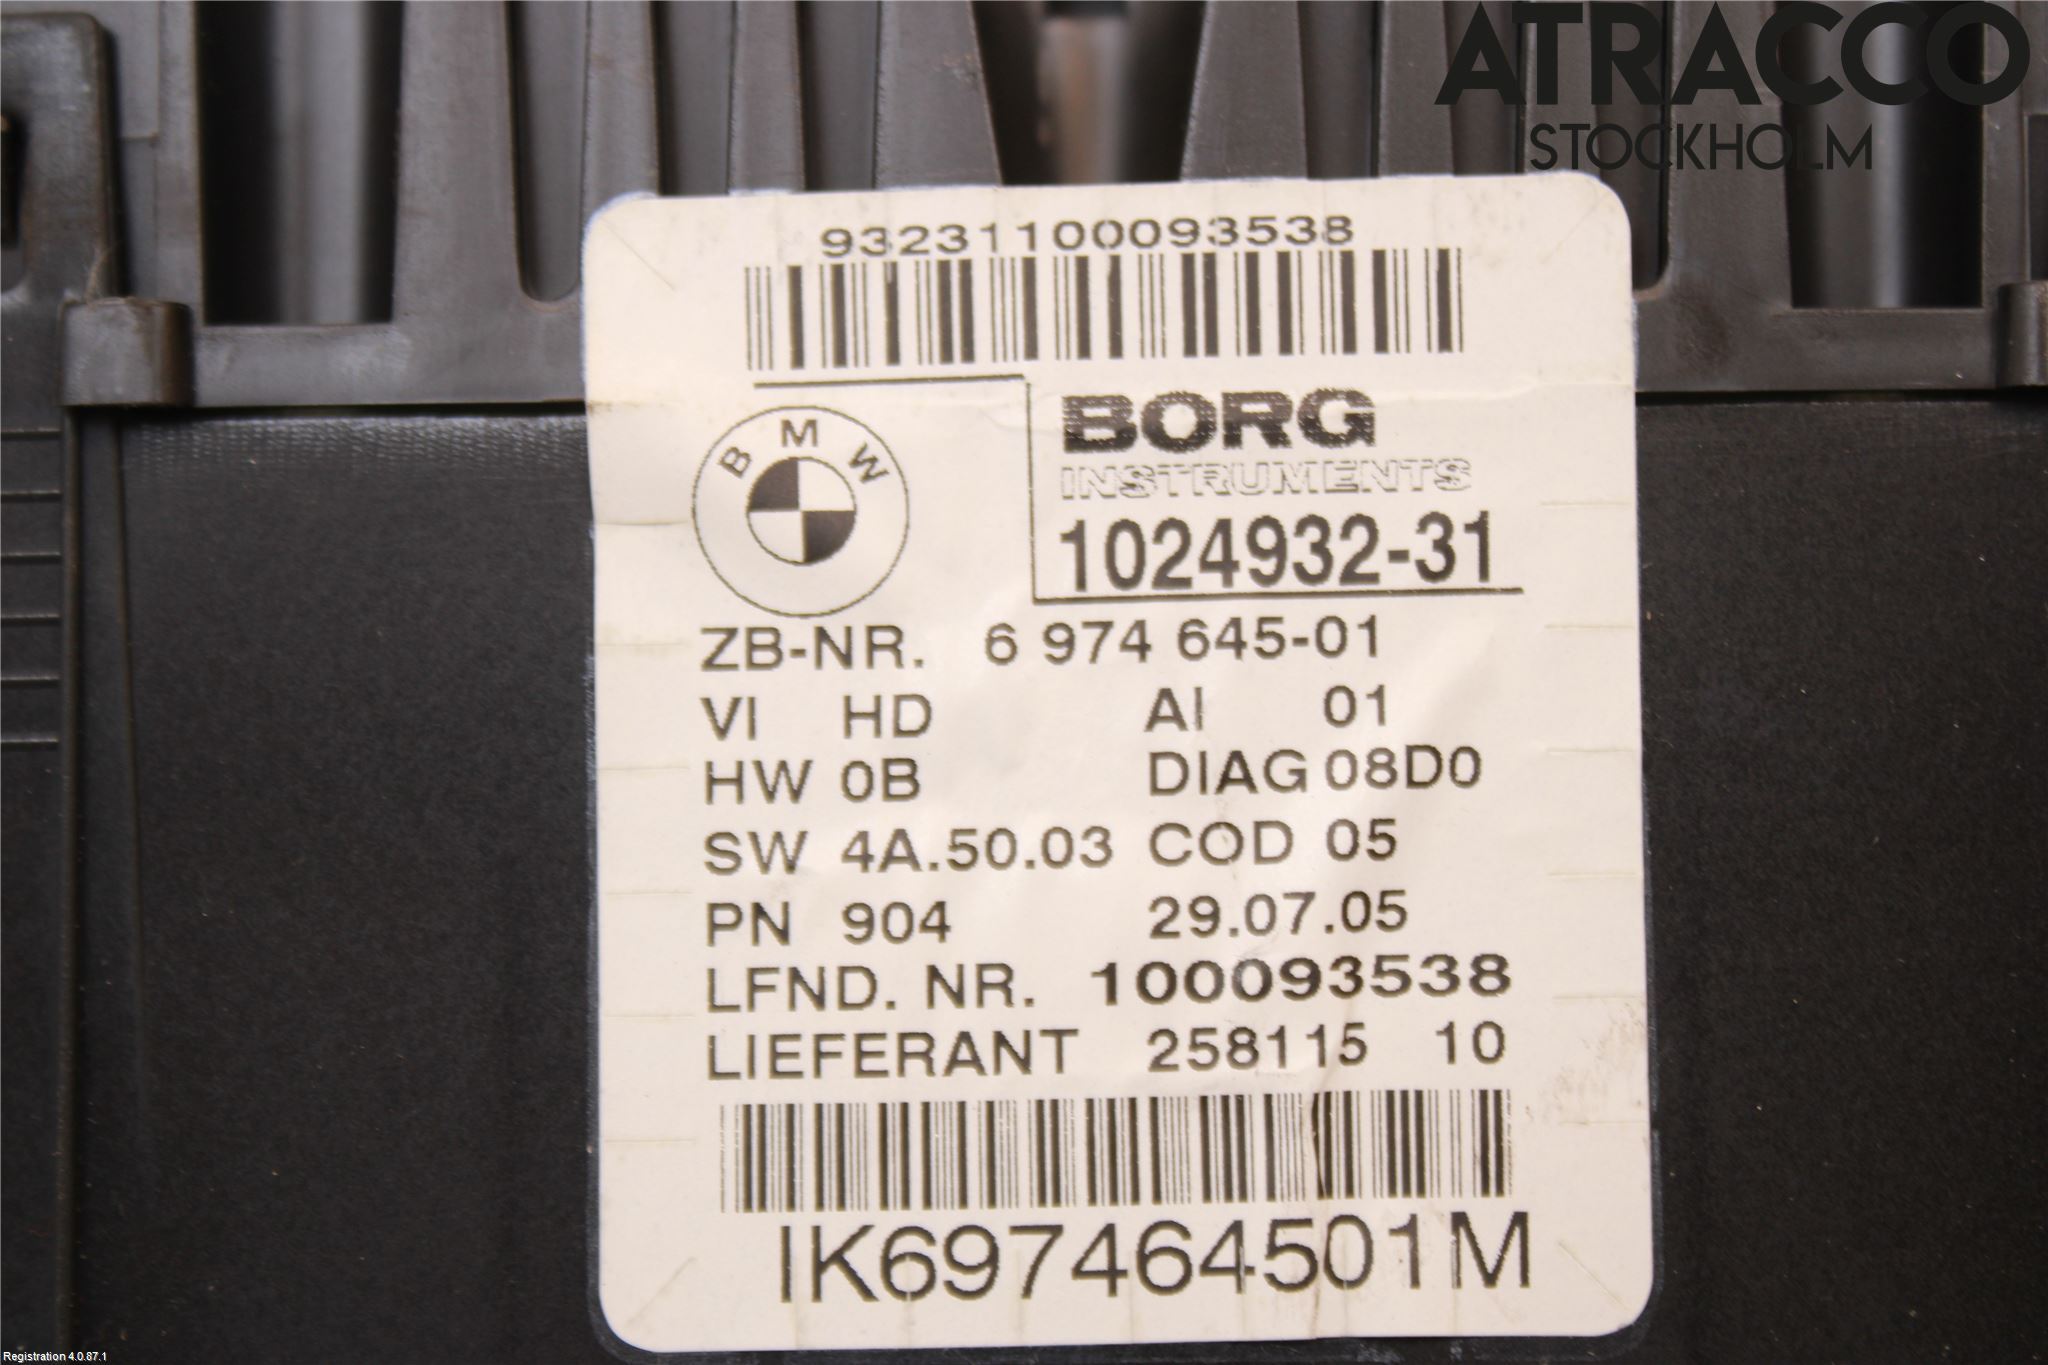 ATRACCO
STOCKHOLM
93231100093538
BMW
BORG
INSTRUMENTS
1024932-31
ZB-NR. 6 974 645-01
VI HD AI 01
HW 0B DIAG 08D0
SW 4A.50.03 COD 05
PN 904 29.07.05
LFND. NR. 100093538
LIEFERANT 258115 10
IK697464501M
Registration 4.0.87.1